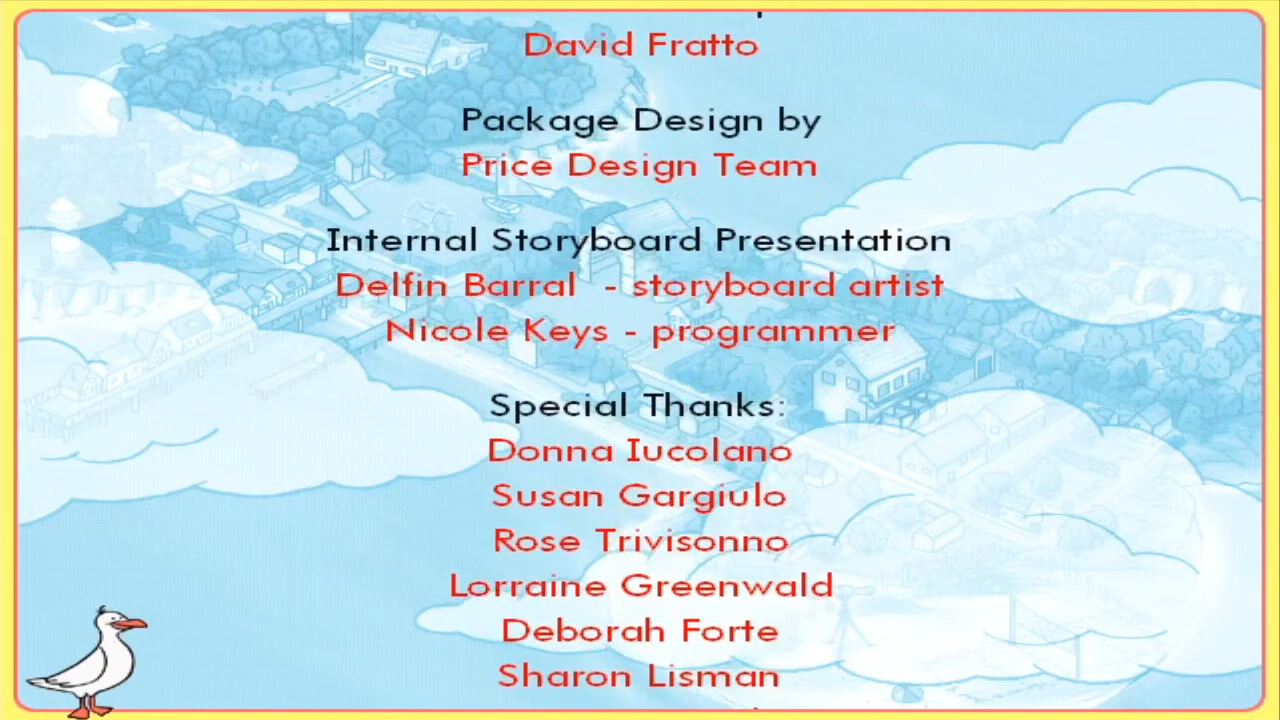 David Fratto
Package Design by
Price Design Team
Internal Storyboard Presentation
Delfin Barral - storyboard artist
Nicole Keys - programmer
Special Thanks:
Donna Iucolano
Susan Gargiulo
Rose Trivisonno
Lorraine Greenwald
Deborah Forte
Sharon Lisman